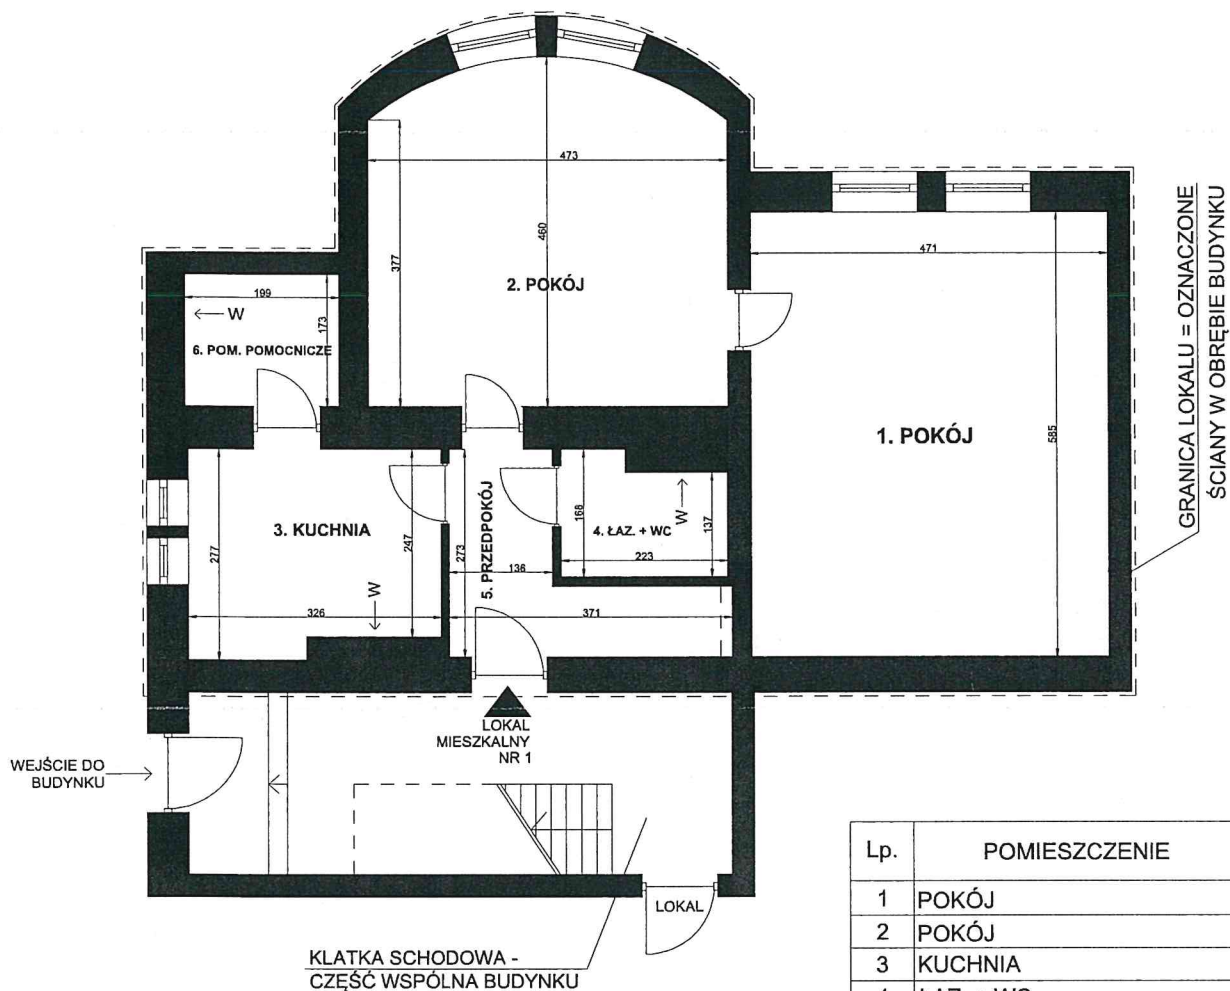 473
460
377
2. POKÓJ
471
585
1. POKÓJ
199
173
W
6. POM. POMOCNICZE
3. KUCHNIA
277
247
326
W
5. PRZEDPOKÓJ
273
136
371
168
137
W
4. ŁAZ. + WC
223
GRANICA LOKALU = OZNACZONE
ŚCIANY W OBRĘBIE BUDYNKU
LOKAL
MIESZKALNY
NR 1
WEJŚCIE DO
BUDYNKU
LOKAL
KLATKA SCHODOWA -
CZĘŚĆ WSPÓLNA BUDYNKU
Lp. POMIESZCZENIE
1 POKÓJ
2 POKÓJ
3 KUCHNIA